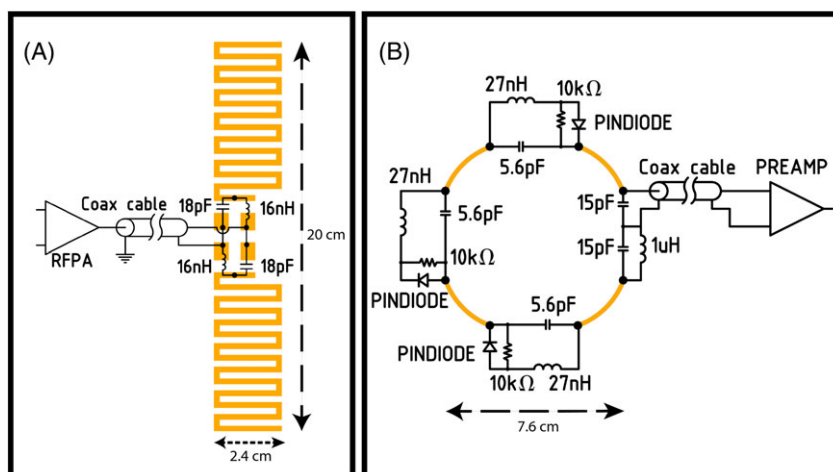 (A)
18pF
16nH
Coax cable
RFPA
20 cm
16nH
18pF
2.4 cm
(B)
27nH
10kΩ
PINDIODE
5.6pF
27nH
Coax cable
PREAMP
5.6pF
15pF
10kΩ
15pF
1uH
PINDIODE
5.6pF
PINDIODE
10kΩ
27nH
7.6 cm